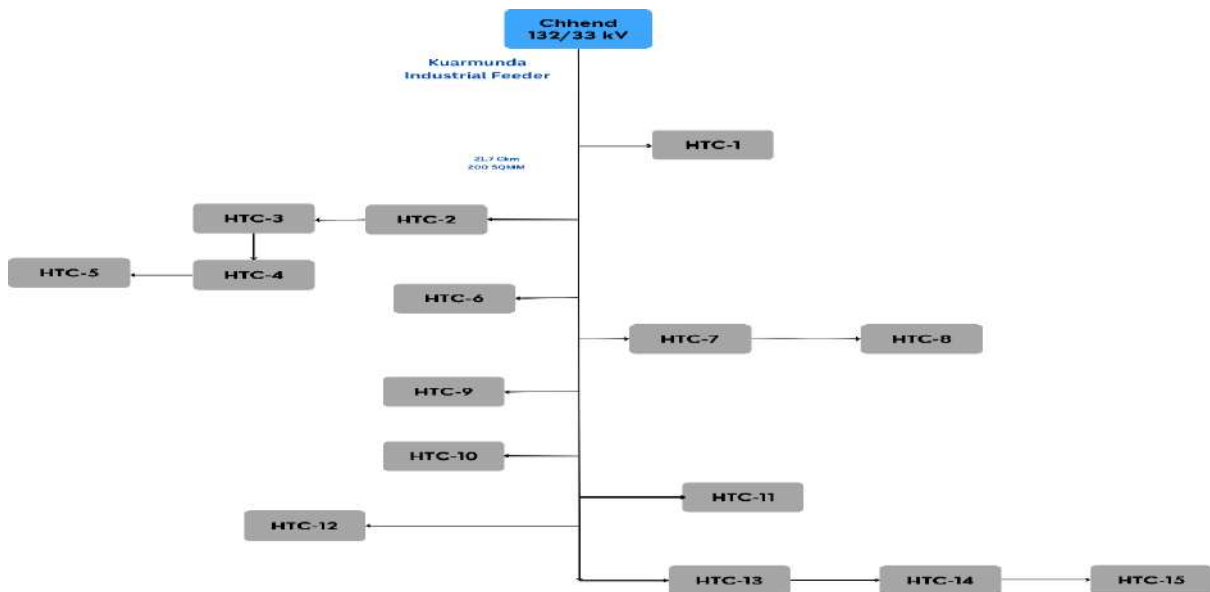 Chhend
132/33 kV
Kuarmunda
Industrial Feeder
HTC-1
21.7 Ckm
200 SQMM
HTC-3
HTC-2
HTC-5
HTC-4
HTC-6
HTC-7
HTC-8
HTC-9
HTC-10
HTC-11
HTC-12
HTC-13
HTC-14
HTC-15